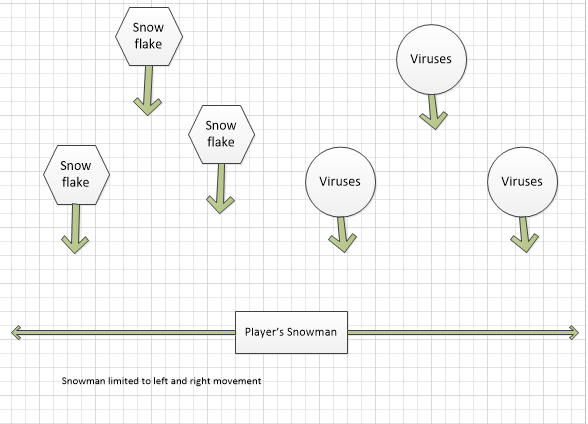 Snow
flake
Viruses
Snow
flake
Snow
flake
Viruses
Viruses
Player's Snowman
Snowman limited to left and right movement